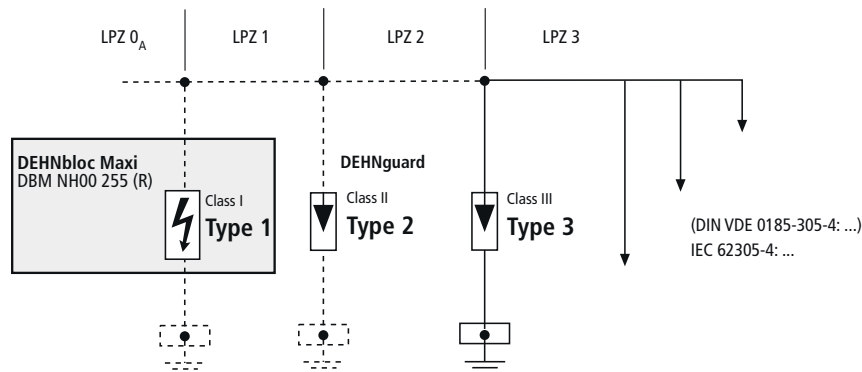 LPZ 0A
LPZ 1
LPZ 2
LPZ 3
DEHNbloc Maxi
DBM NH00 255 (R)
Class I
Type 1
DEHNguard
Class II
Type 2
Class III
Type 3
(DIN VDE 0185-305-4: ...)
IEC 62305-4: ...